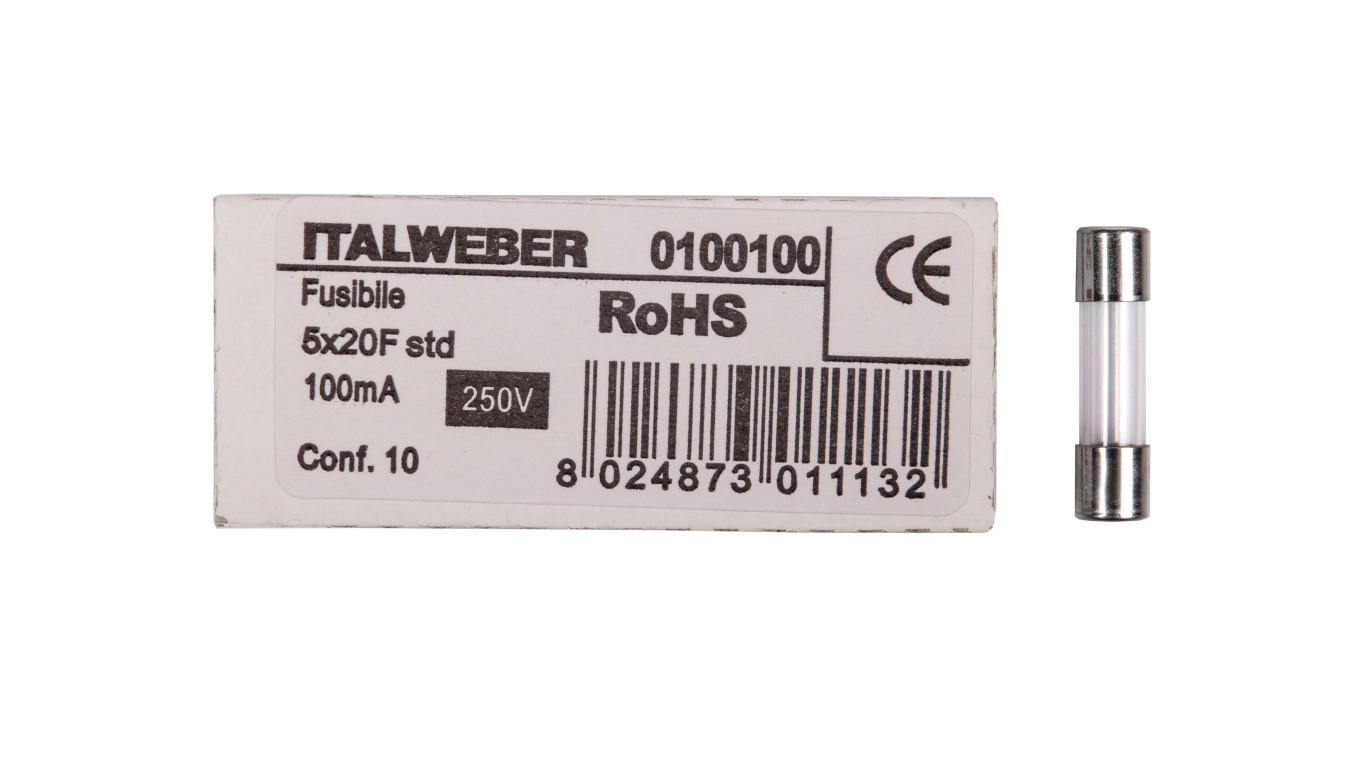 ITALWEBER 0100100 CE
Fusibile RoHS
5x20F std
100mA 250V
Conf. 10
8 024873 011132